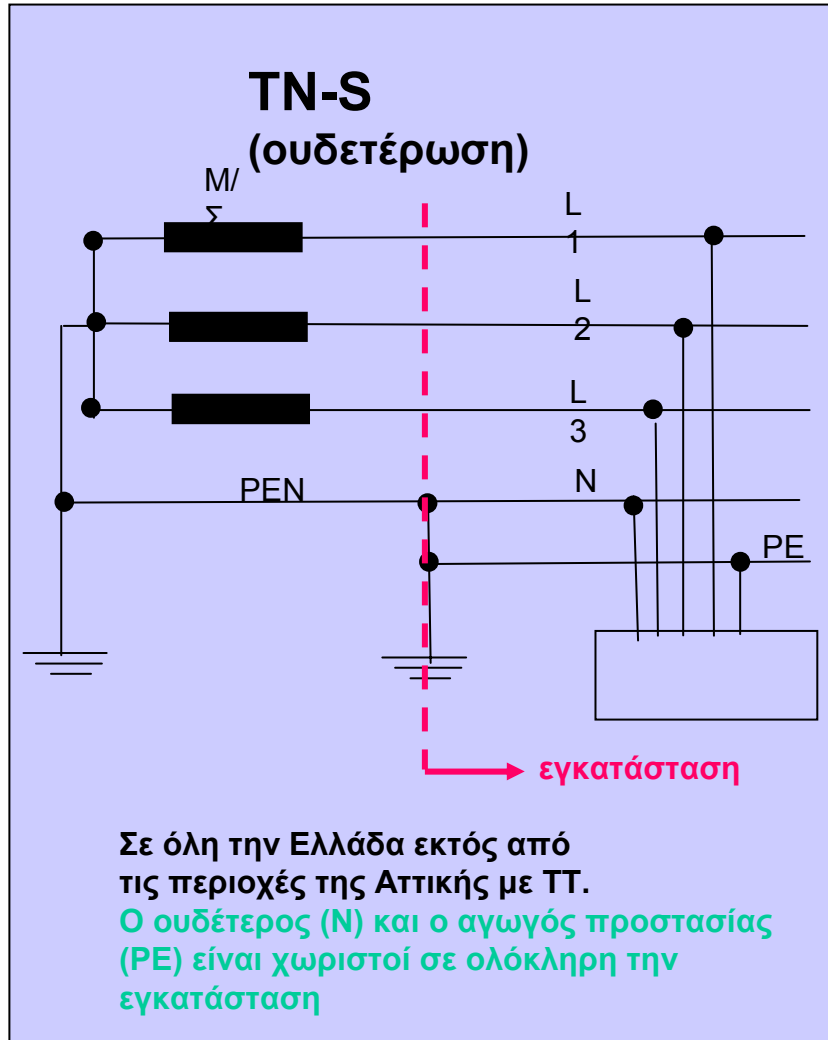 TN-S
(ουδετέρωση)
Μ/
Σ
L
1
L
2
L
3
PEN
N
PE
εγκατάσταση
Σε όλη την Ελλάδα εκτός από
τις περιοχές της Αττικής με ΤΤ.
Ο ουδέτερος (Ν) και ο αγωγός προστασίας
(PE) είναι χωριστοί σε ολόκληρη την
εγκατάσταση